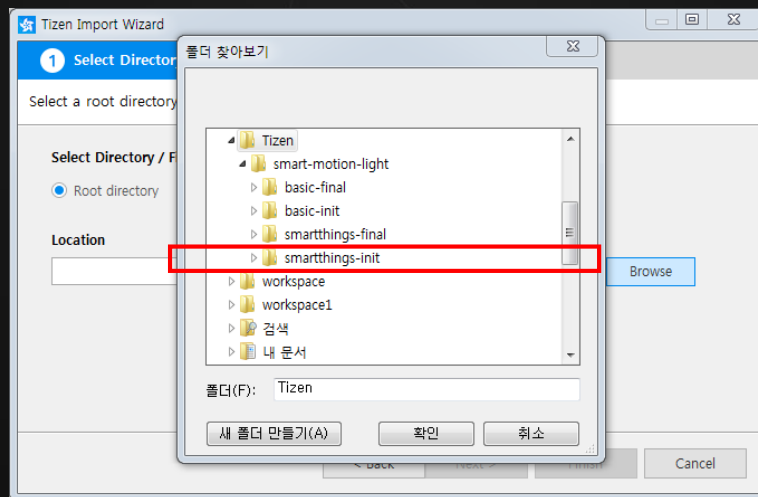 Tizen Import Wizard
1 Select Director
Select a root directory
Select Directory / F
Root directory
Location
Browse
폴더 찾아보기
Tizen
smart-motion-light
basic-final
basic-init
smartthings-final
smartthings-init
workspace
workspace1
검색
내 문서
폴더(F): Tizen
새 폴더 만들기(A) 확인 취소
< Back Next > Finish Cancel